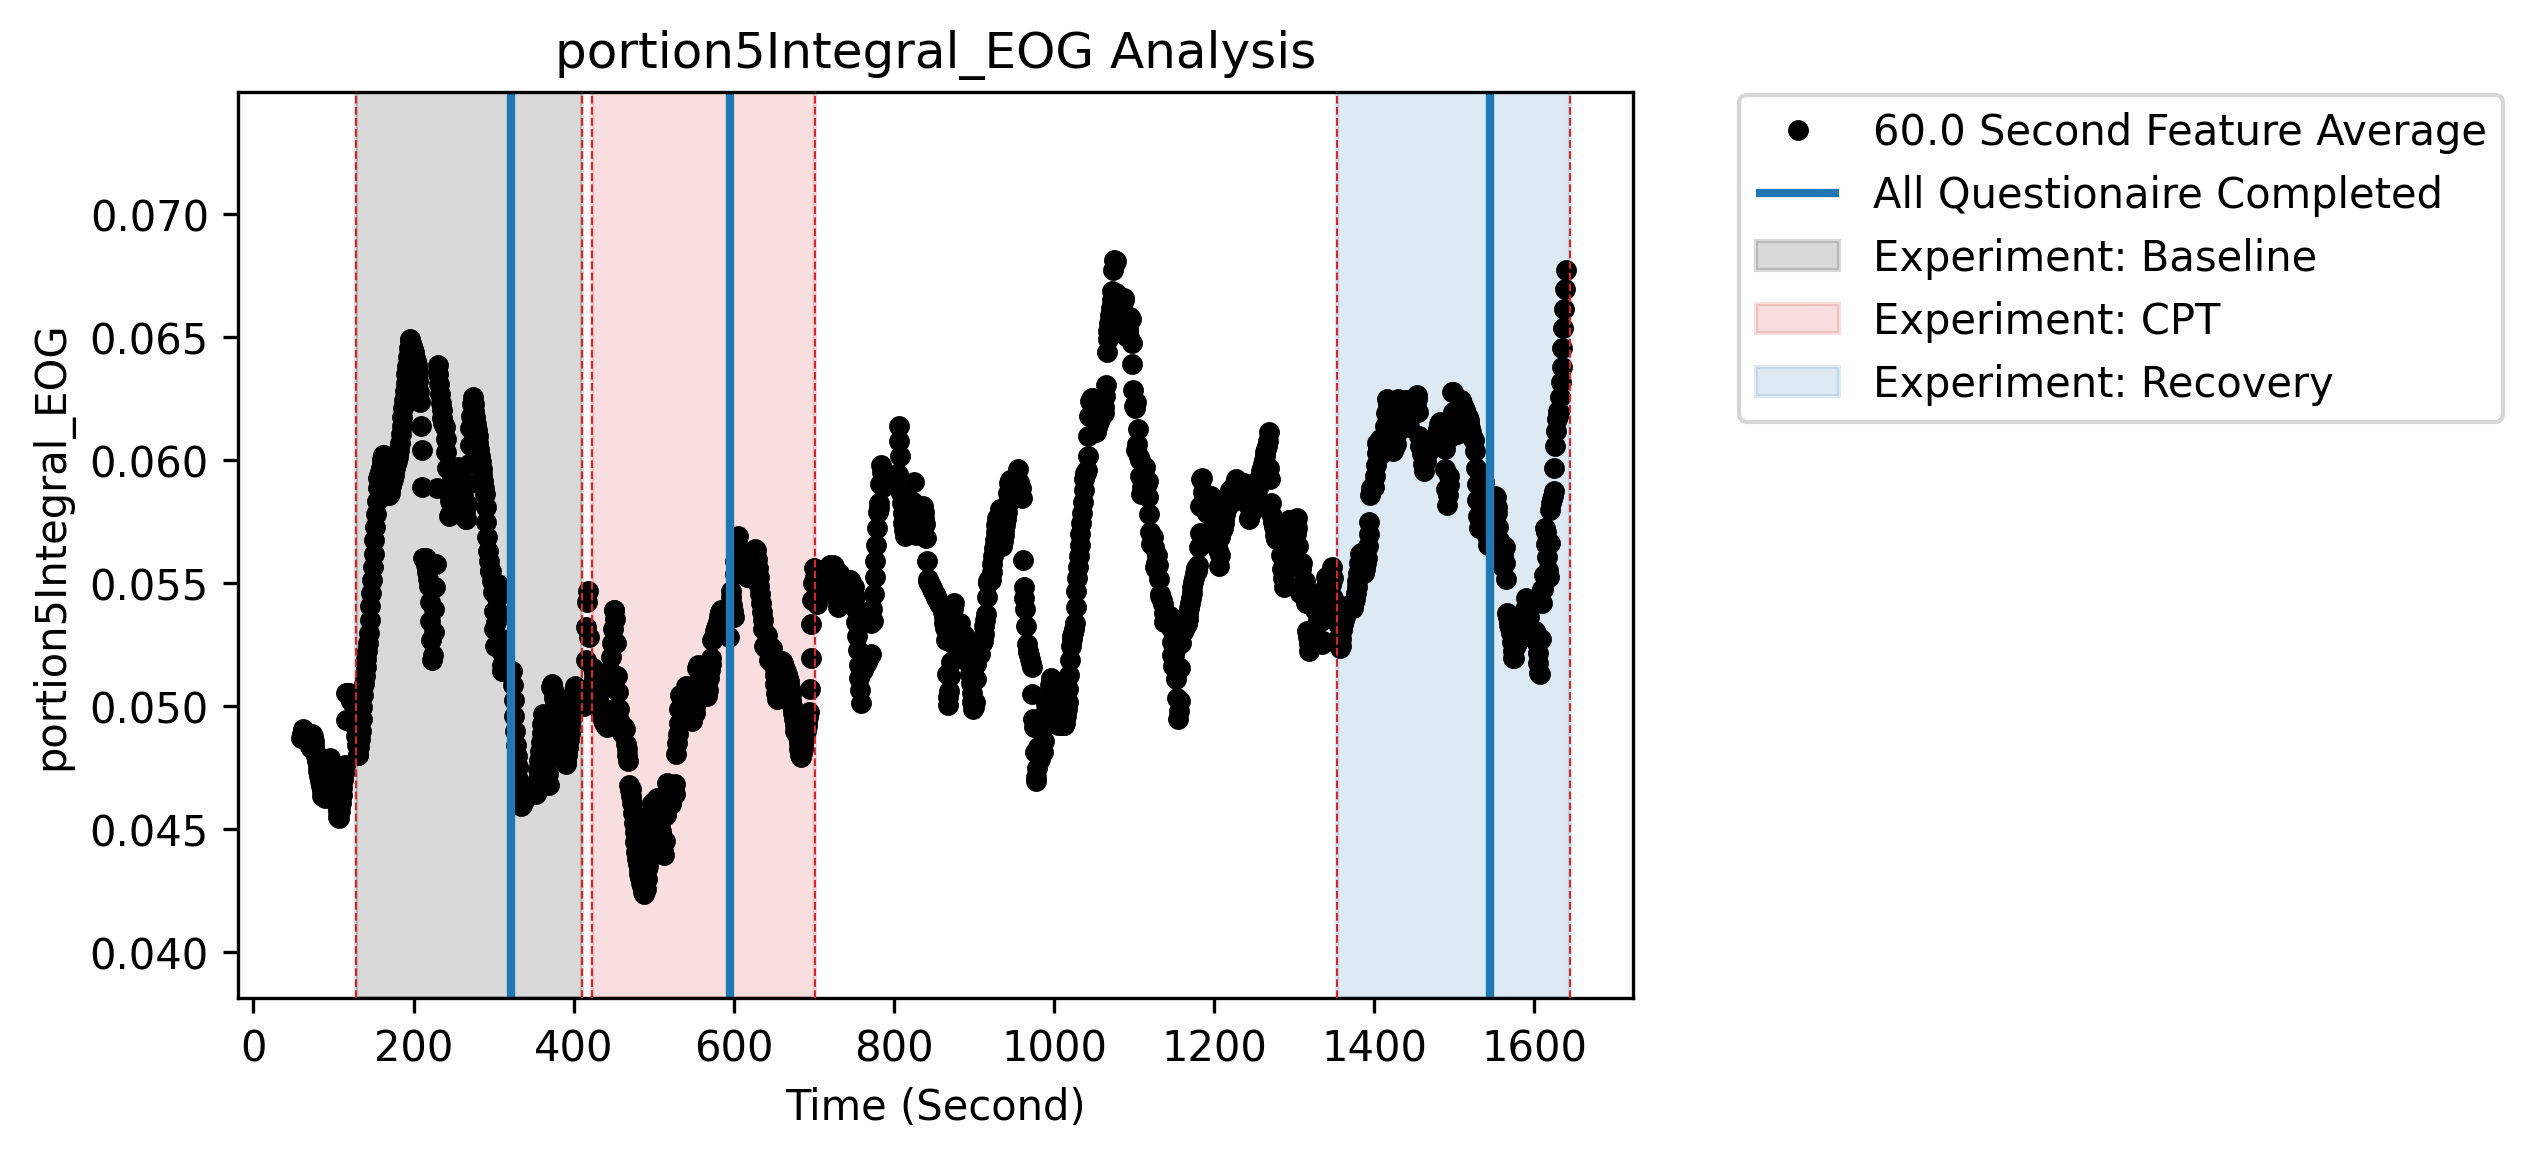 portion5Integral_EOG Analysis
portion5Integral_EOG
0.070
0.065
0.060
0.055
0.050
0.045
0.040
0 200 400 600 800 1000 1200 1400 1600
Time (Second)
60.0 Second Feature Average
All Questionaire Completed
Experiment: Baseline
Experiment: CPT
Experiment: Recovery